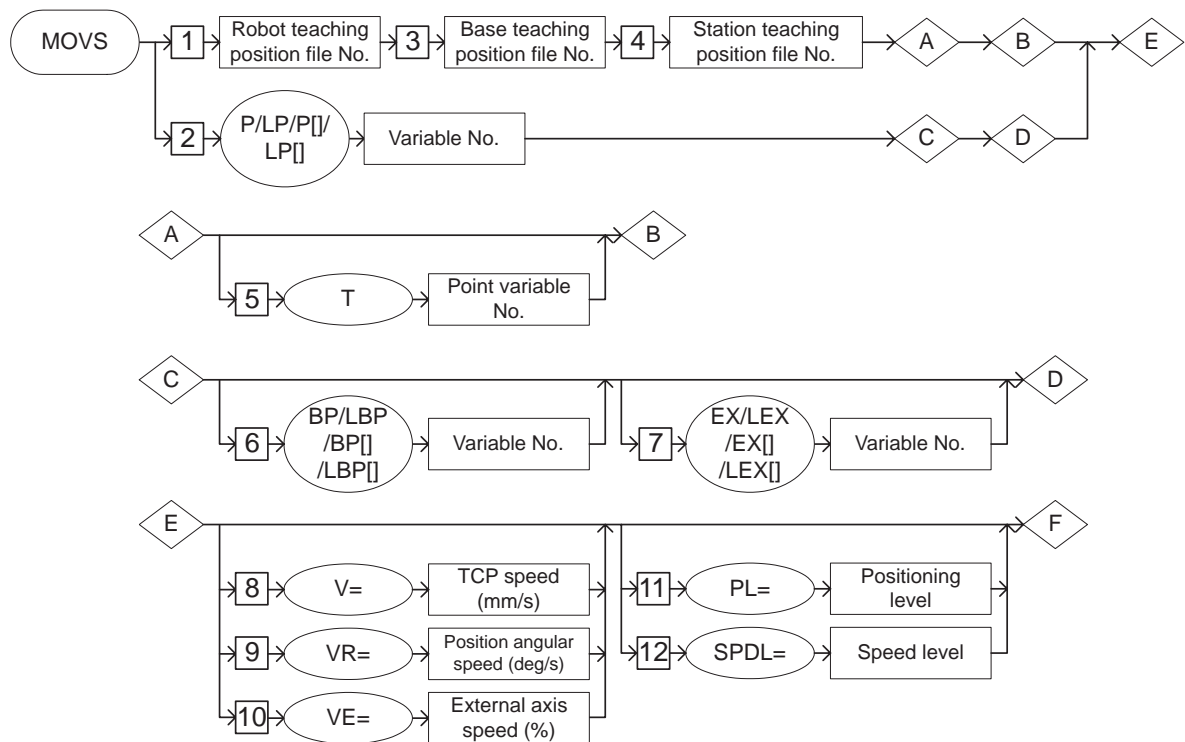 MOVS
1
Robot teaching
position file No.
3
Base teaching
position file No.
4
Station teaching
position file No.
A
B
E
2
P/LP/P[]/
LP[]
Variable No.
C
D
A
B
5
T
Point variable
No.
C
D
6
BP/LBP
/BP[]
/LBP[]
Variable No.
7
EX/LEX
/EX[]
/LEX[]
Variable No.
E
F
8
V=
TCP speed
(mm/s)
11
PL=
Positioning
level
9
VR=
Position angular
speed (deg/s)
12
SPDL=
Speed level
10
VE=
External axis
speed (%)